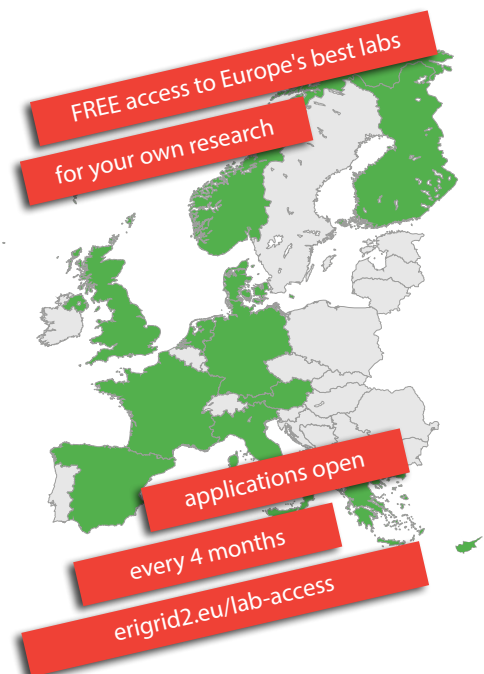 FREE access to Europe's best labs
for your own research
applications open
every 4 months
erigrid2.eu/lab-access